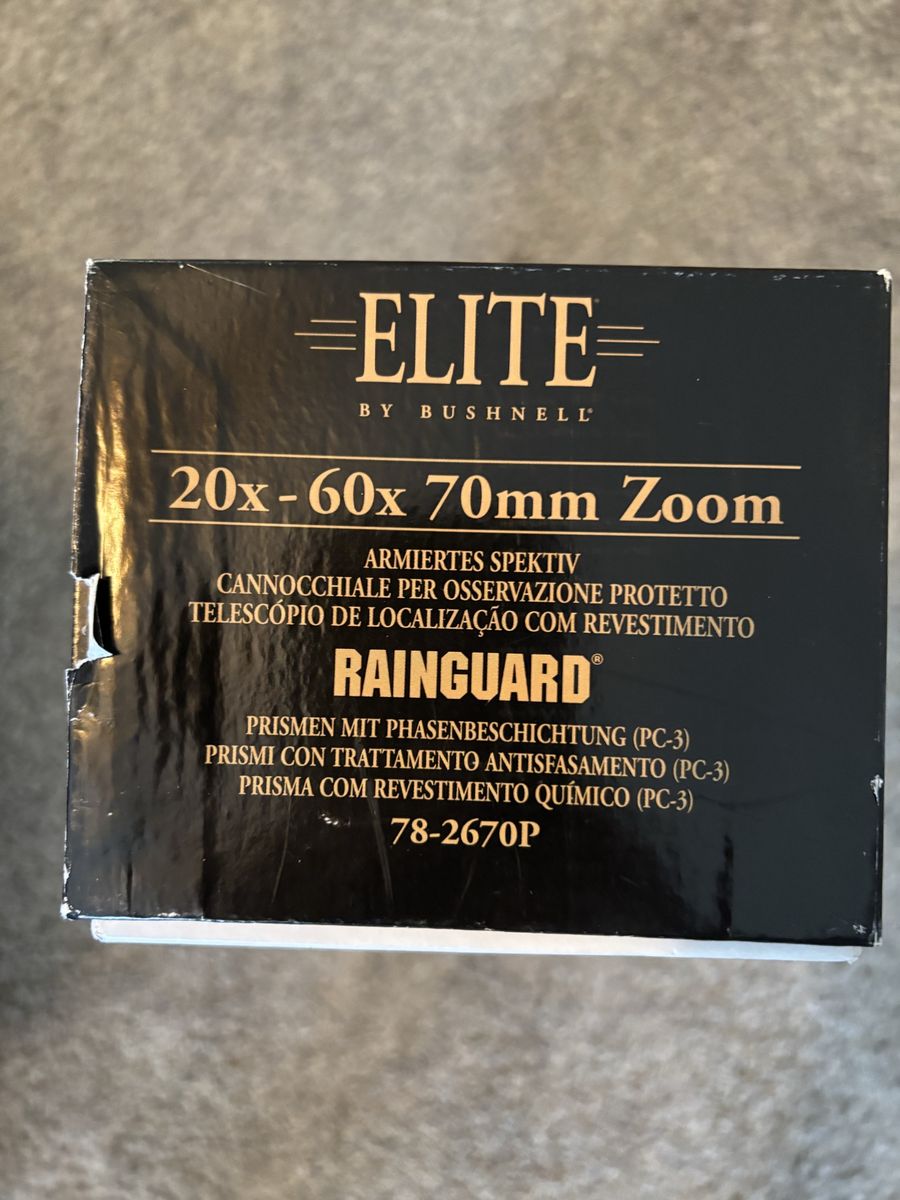 ELITE
BY BUSHNELL®
20x - 60x 70mm Zoom
ARMIERTES SPEKTIV
CANNOCCHIALE PER OSSERVAZIONE PROTETTO
TELESCÓPIO DE LOCALIZAÇÃO COM REVESTIMENTO
RAINGUARD®
PRISMEN MIT PHASENBESCHICHTUNG (PC-3)
PRISMI CON TRATTAMENTO ANTISFASAMENTO (PC-3)
PRISMA COM REVESTIMENTO QUÍMICO (PC-3)
78-2670P